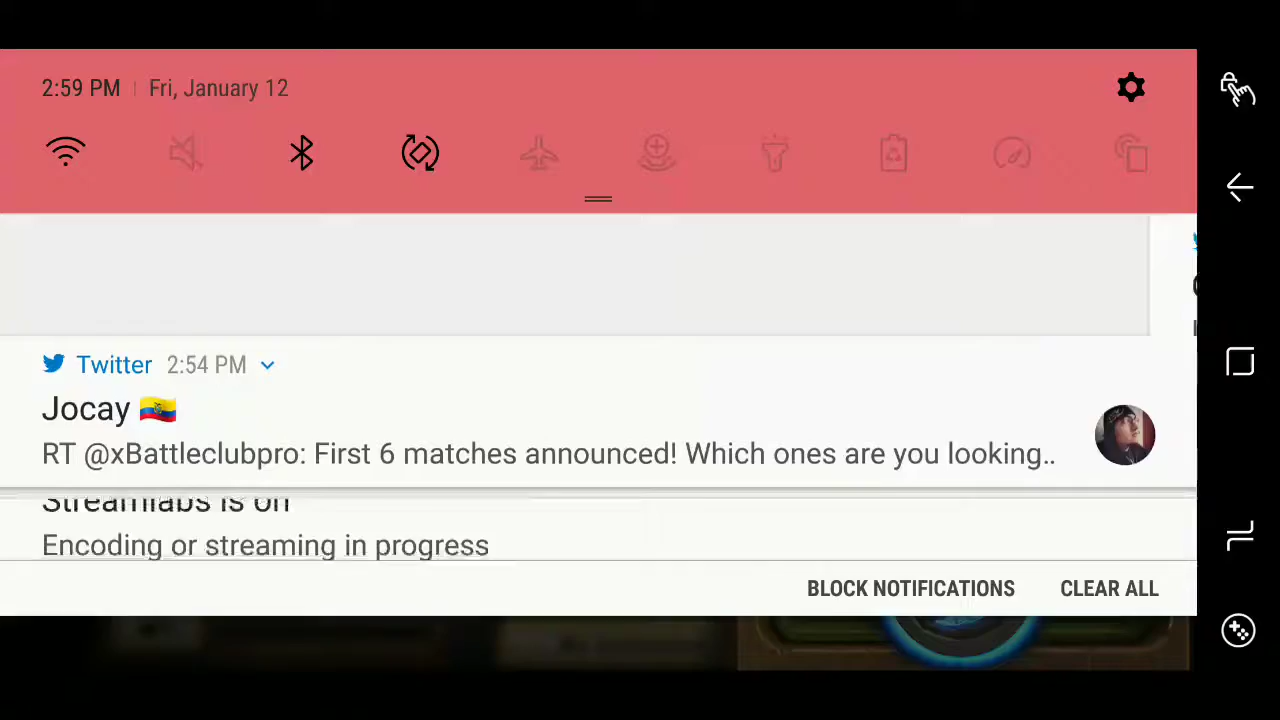 2:59 PM Fri, January 12
Twitter 2:54 PM
Jocay 🇪🇨
RT @xBattleclubpro: First 6 matches announced! Which ones are you looking..
Streamlabs is on
Encoding or streaming in progress
BLOCK NOTIFICATIONS CLEAR ALL